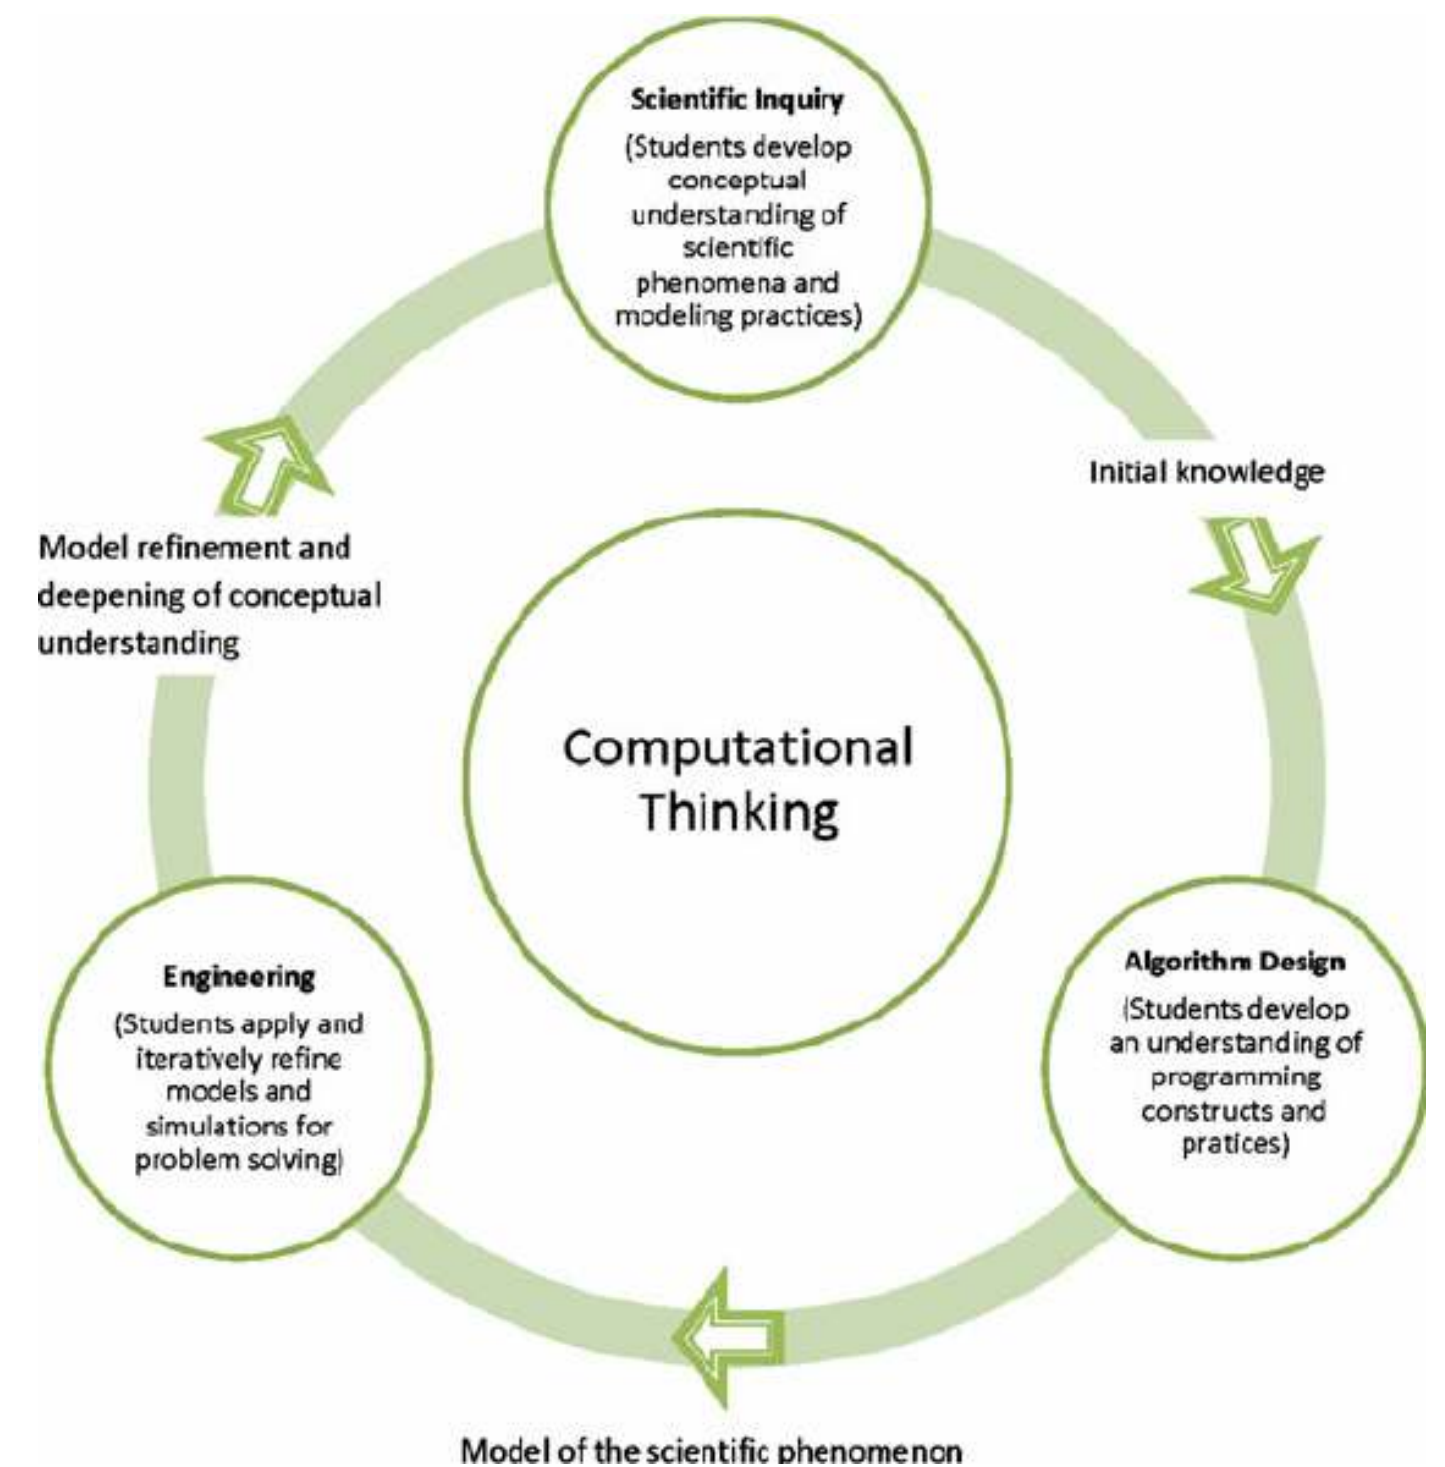 Scientific Inquiry
(Students develop
conceptual
understanding of
scientific
phenomena and
modeling practices)
Initial knowledge
Model refinement and
deepening of conceptual
understanding
Computational
Thinking
Algorithm Design
(Students develop
an understanding of
programming
constructs and
pratices)
Engineering
(Students apply and
iteratively refine
models and
simulations for
problem solving)
Model of the scientific phenomenon